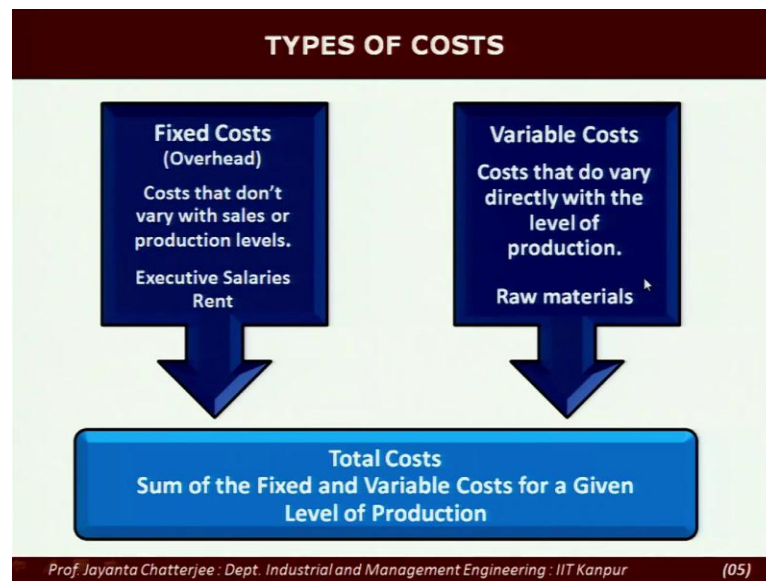 TYPES OF COSTS
Fixed Costs
(Overhead)
Costs that don't
vary with sales or
production levels.
Executive Salaries
Rent
Variable Costs
Costs that do vary
directly with the
level of
production.
Raw materials
Total Costs
Sum of the Fixed and Variable Costs for a Given
Level of Production
Prof. Jayanta Chatterjee : Dept. Industrial and Management Engineering : IIT Kanpur (05)